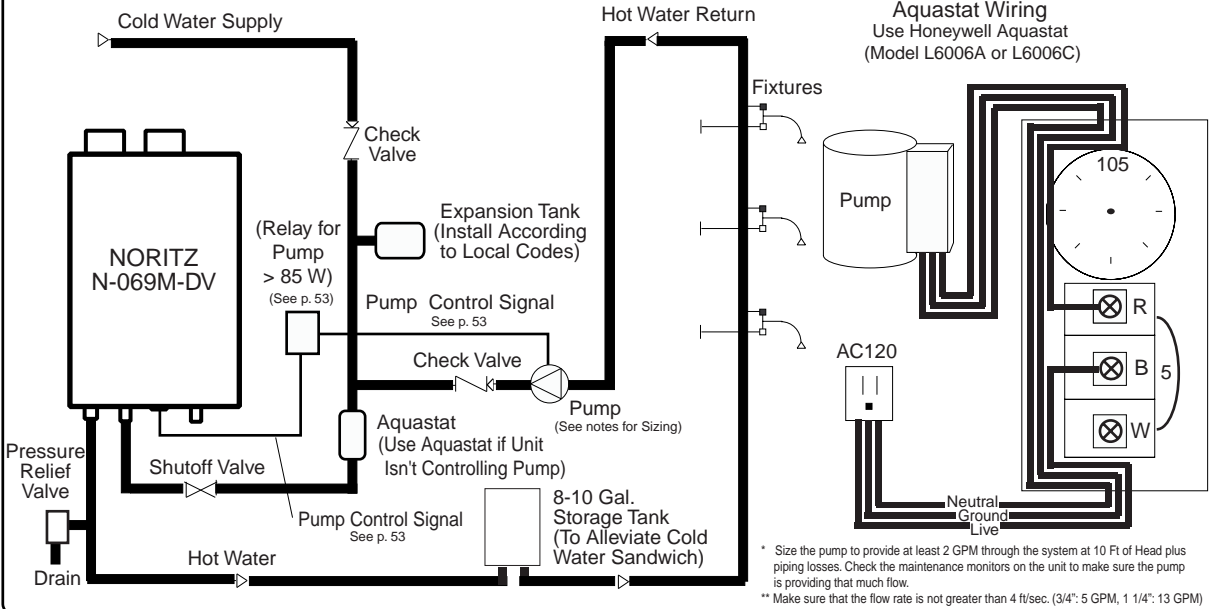 Cold Water Supply
Hot Water Return
Aquastat Wiring
Use Honeywell Aquastat
(Model L6006A or L6006C)
Fixtures
Check
Valve
NORITZ
N-069M-DV
(Relay for
Pump
> 85 W)
(See p. 53)
Expansion Tank
(Install According
to Local Codes)
Pump Control Signal
See p. 53
Check Valve
Pump
(See notes for Sizing)
Aquastat
(Use Aquastat if Unit
Isn't Controlling Pump)
Pressure
Relief
Valve
Shutoff Valve
Pump Control Signal
See p. 53
Drain
Hot Water
8-10 Gal.
Storage Tank
(To Alleviate Cold
Water Sandwich)
Pump
105
R
B
5
W
AC120
Neutral
Ground
Live
* Size the pump to provide at least 2 GPM through the system at 10 Ft of Head plus
piping losses. Check the maintenance monitors on the unit to make sure the pump
is providing that much flow.
** Make sure that the flow rate is not greater than 4 ft/sec. (3/4": 5 GPM, 1 1/4": 13 GPM)